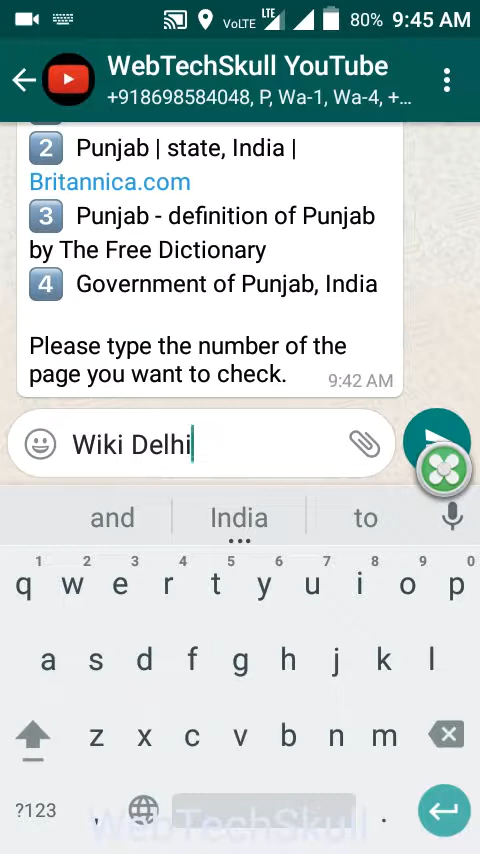 VoLTE LTE 80% 9:45 AM
WebTechSkull YouTube
+918698584048, P, Wa-1, Wa-4, +...
2 Punjab | state, India |
Britannica.com
3 Punjab - definition of Punjab
by The Free Dictionary
4 Government of Punjab, India
Please type the number of the
page you want to check.
9:42 AM
Wiki Delhi
and India to
1 2 3 4 5 6 7 8 9 0
q w e r t y u i o p
a s d f g h j k l
z x c v b n m
?123 , .
WebTechSkull